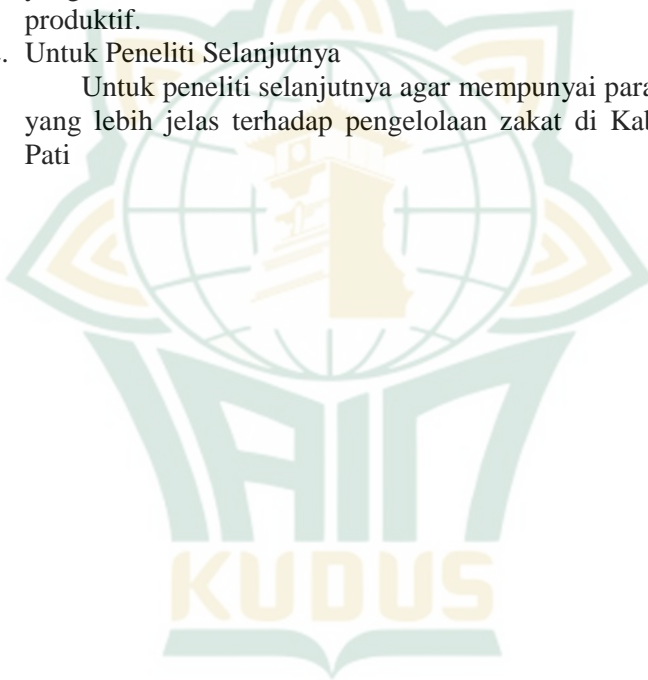 produktif.
. Untuk Peneliti Selanjutnya
Untuk peneliti selanjutnya agar mempunyai para
yang lebih jelas terhadap pengelolaan zakat di Kab
Pati
IAIN
KUDUS